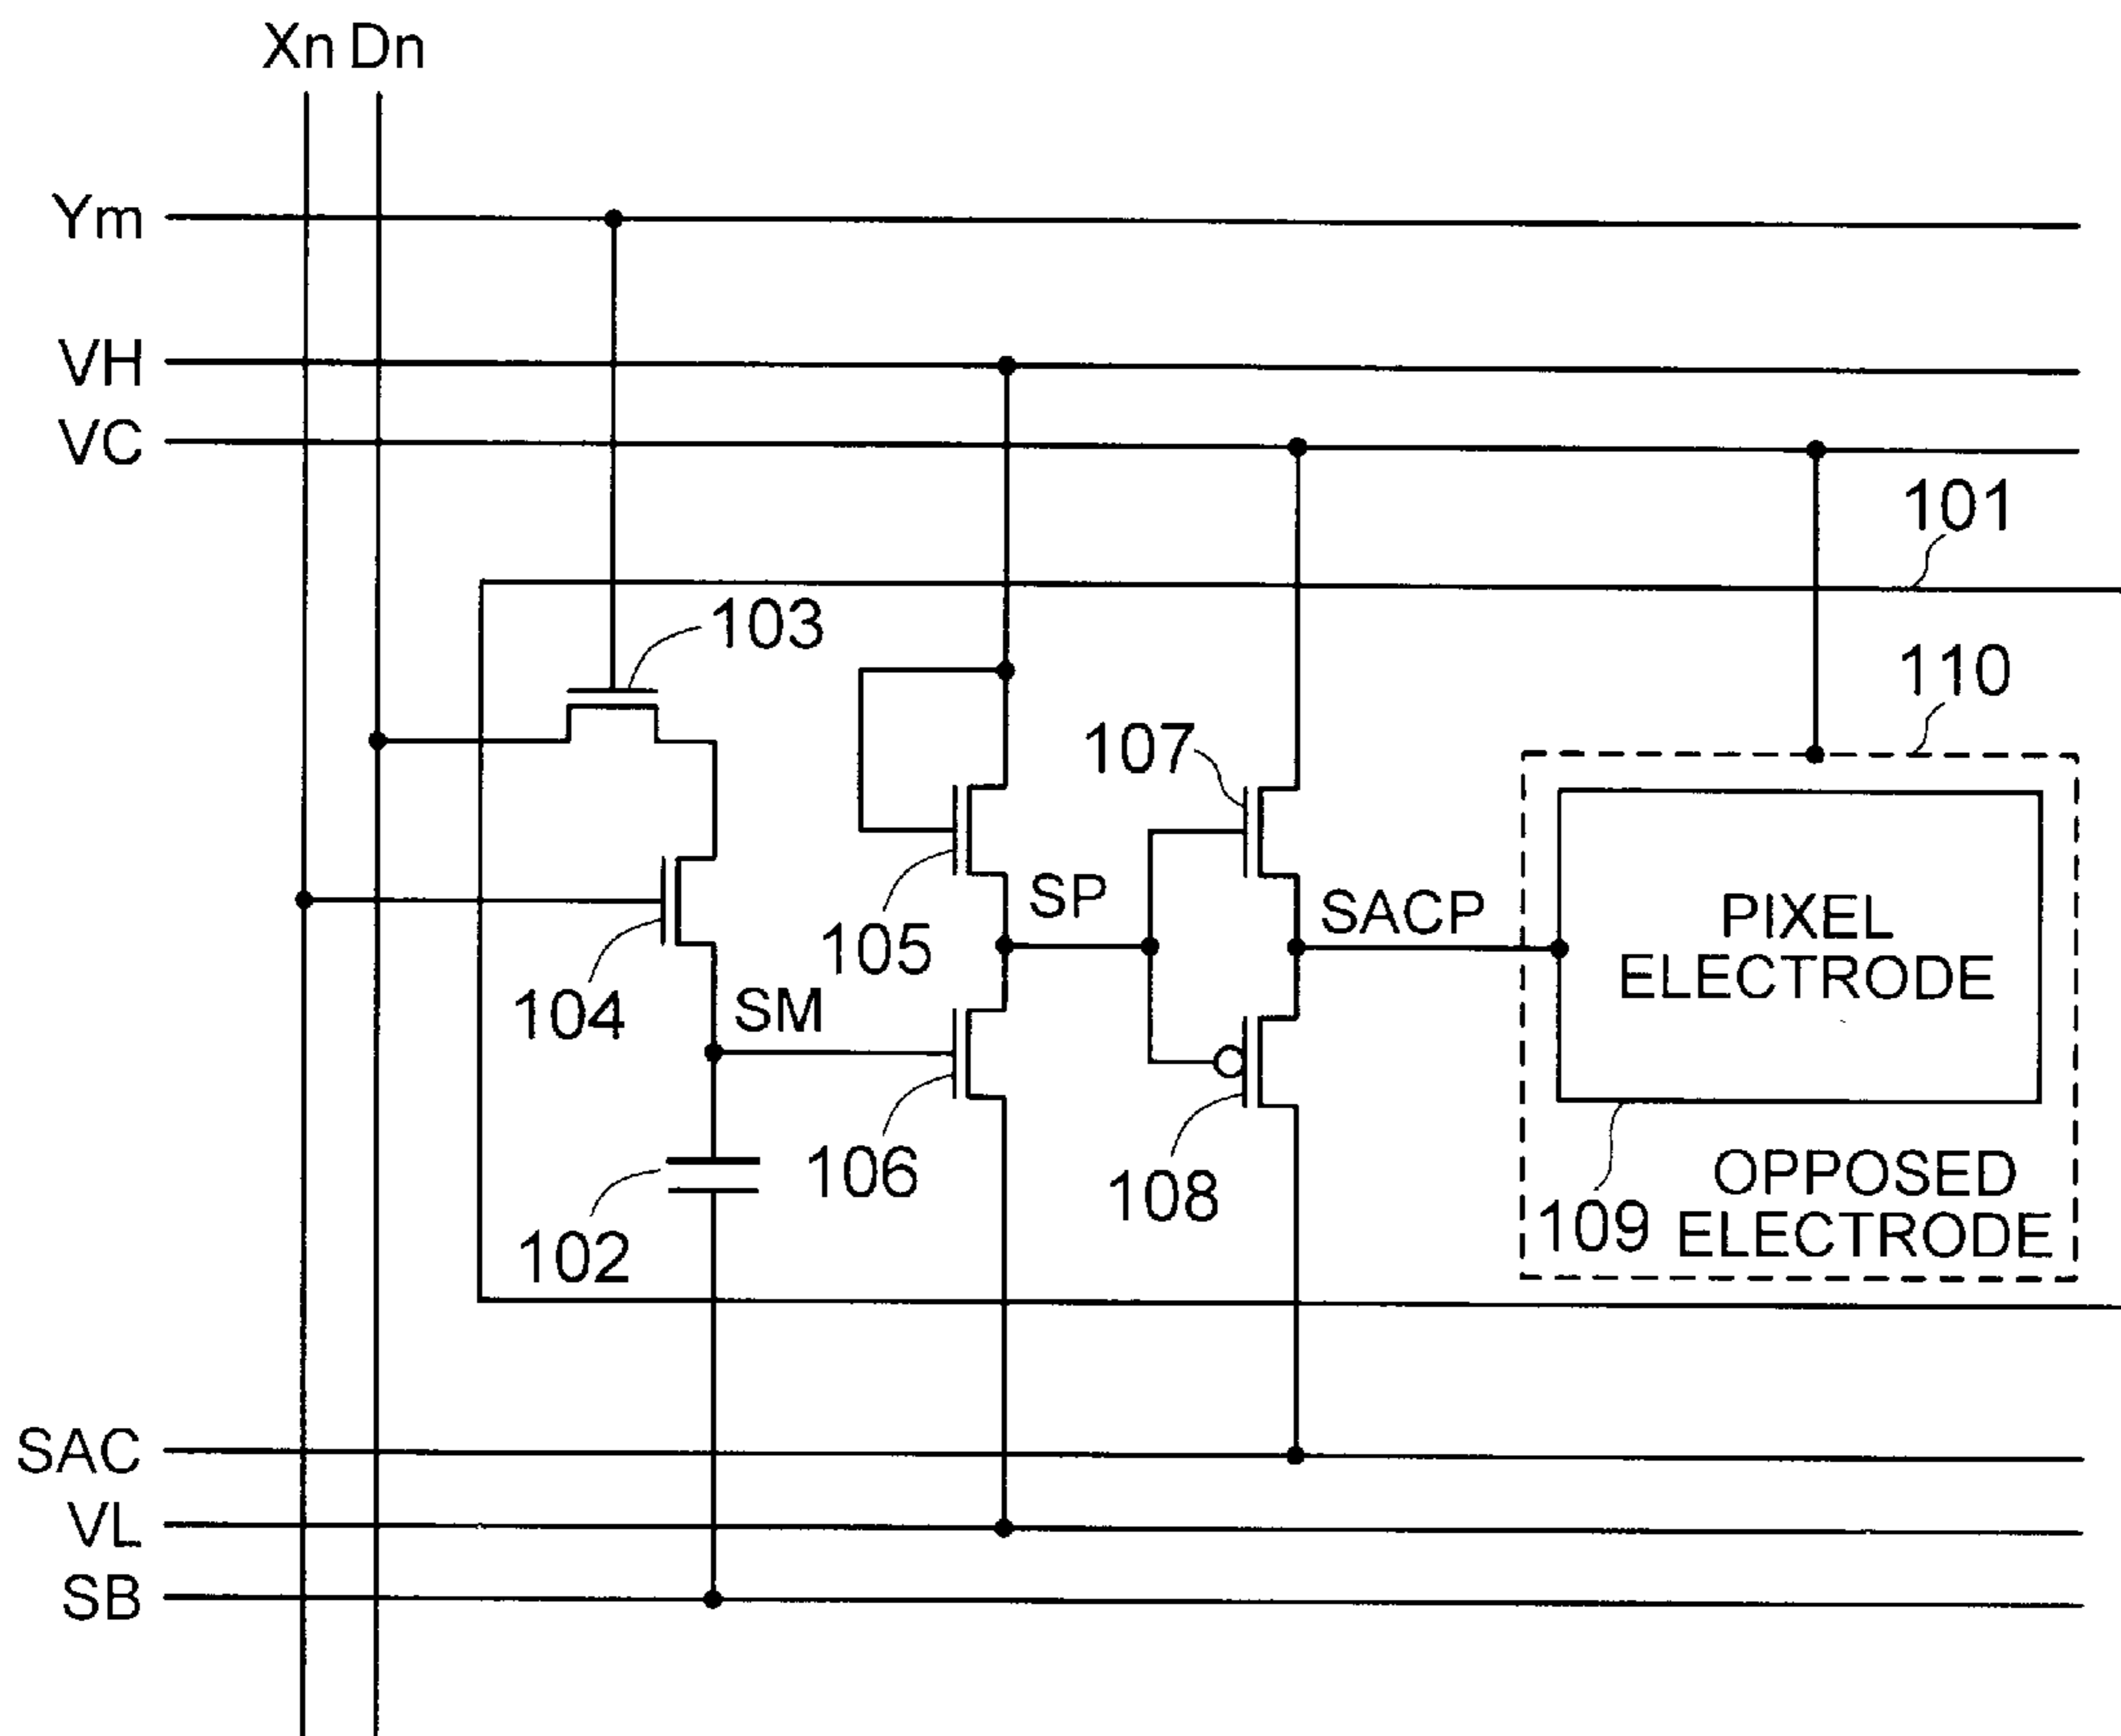 Xn Dn
Ym
VH
VC
101
103
110
107
SP
SACP
PIXEL
ELECTRODE
105
104
SM
106
108
OPPOSED
ELECTRODE
109
102
SAC
VL
SB